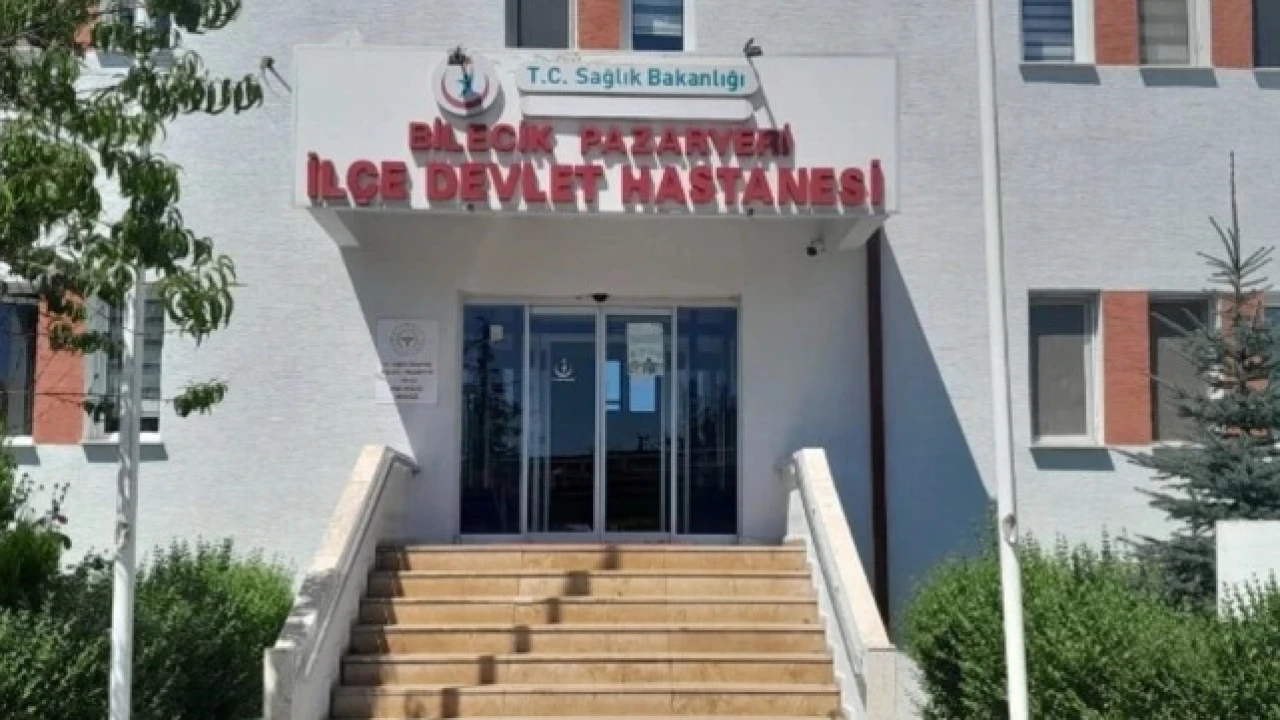 T.C. Sağlık Bakanlığı
BİLECİK PAZARYERİ
İLÇE DEVLET HASTANESİ